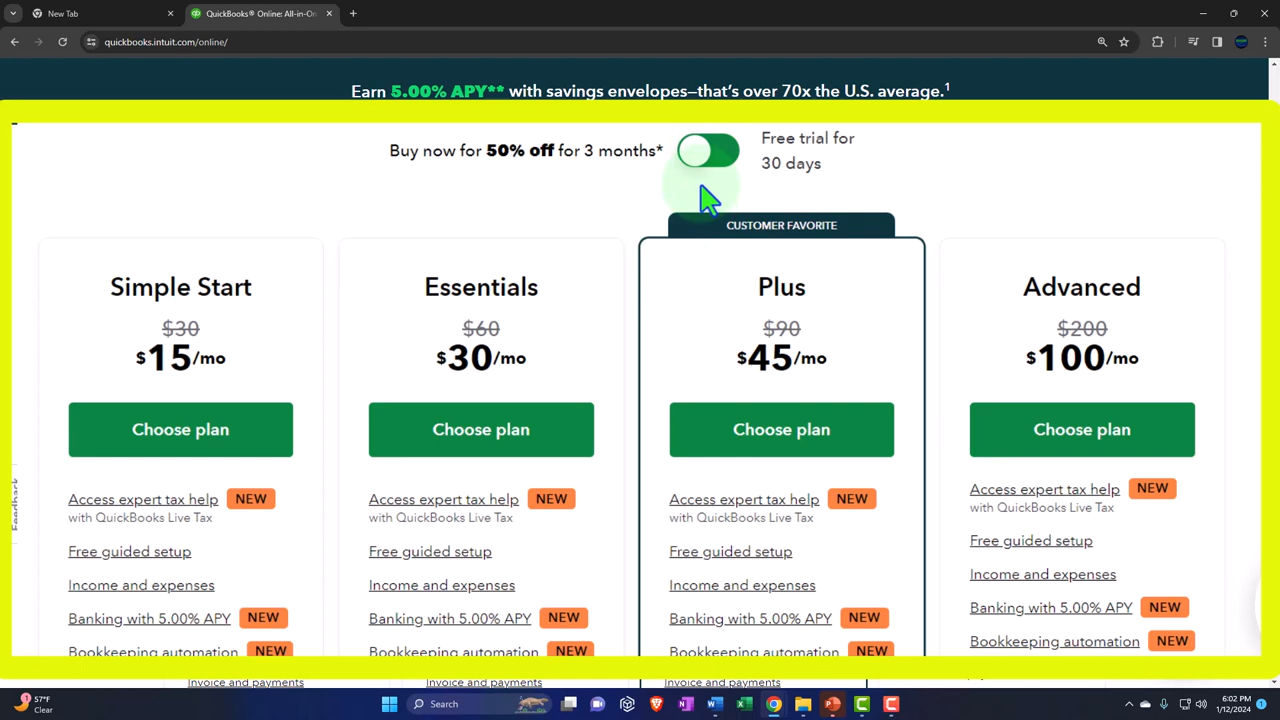 New Tab
QuickBooks® Online: All-in-On
quickbooks.intuit.com/online/
Earn 5.00% APY** with savings envelopes—that's over 70x the U.S. average.¹
Buy now for 50% off for 3 months*
Free trial for
30 days
CUSTOMER FAVORITE
Simple Start
$30
$15/mo
Choose plan
Access expert tax help NEW
with QuickBooks Live Tax
Free guided setup
Income and expenses
Banking with 5.00% APY NEW
Bookkeeping automation NEW
Essentials
$60
$30/mo
Choose plan
Access expert tax help NEW
with QuickBooks Live Tax
Free guided setup
Income and expenses
Banking with 5.00% APY NEW
Bookkeeping automation NEW
Plus
$90
$45/mo
Choose plan
Access expert tax help NEW
with QuickBooks Live Tax
Free guided setup
Income and expenses
Banking with 5.00% APY NEW
Bookkeeping automation NEW
Advanced
$200
$100/mo
Choose plan
Access expert tax help NEW
with QuickBooks Live Tax
Free guided setup
Income and expenses
Banking with 5.00% APY NEW
Bookkeeping automation NEW
Feedback
Invoice and payments
Invoice and payments
Invoice and payments
1
57°F
Clear
Search
6:02 PM
1/12/2024